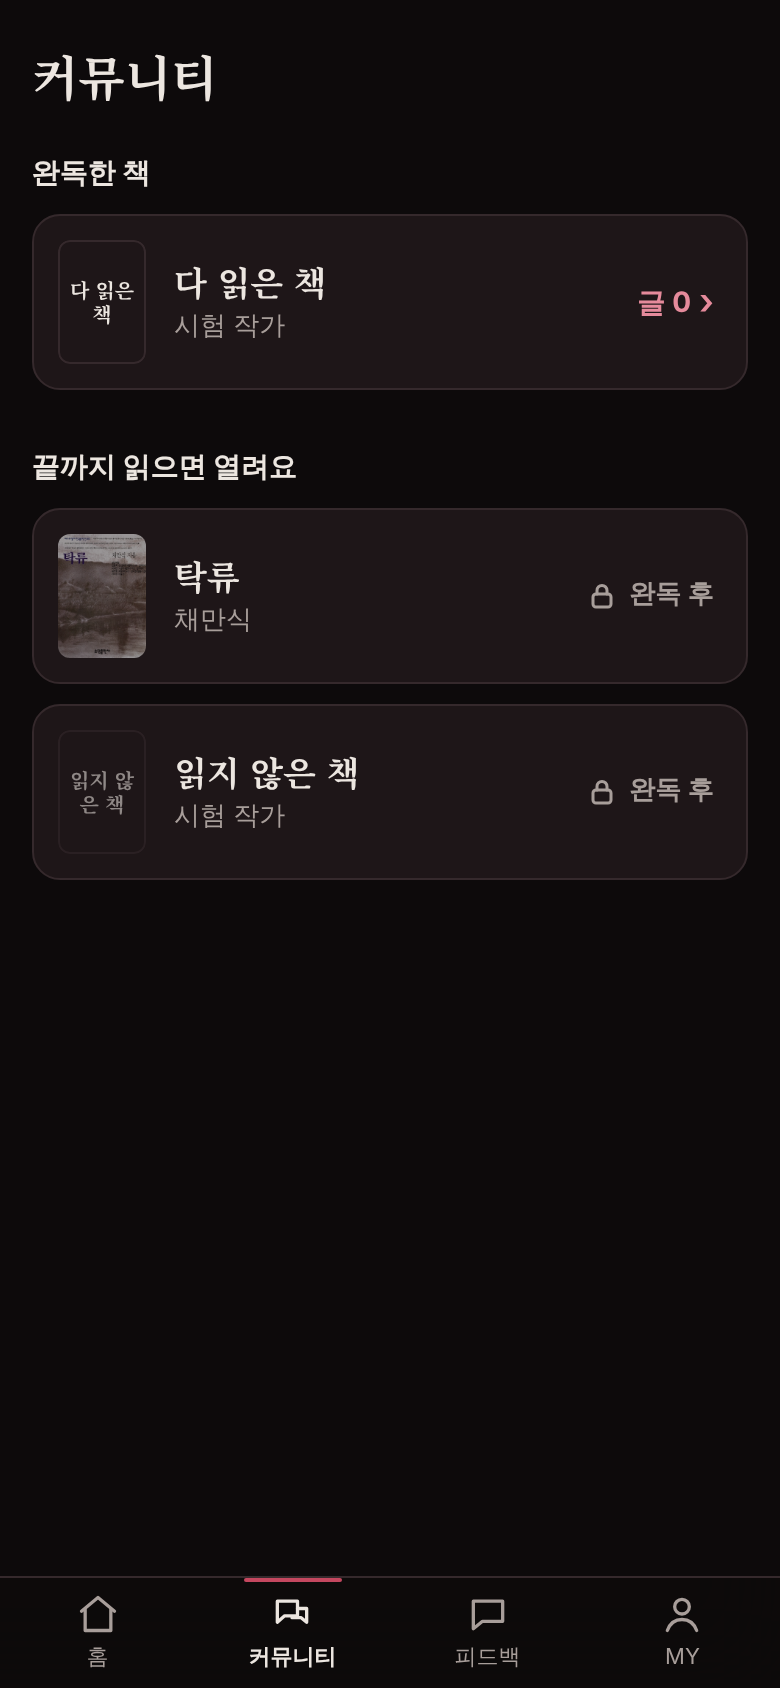 커뮤니티
완독한 책
다 읽은
책
다 읽은 책
시험 작가
글 0 ›
끝까지 읽으면 열려요
탁류
탁류
채만식
완독 후
읽지 않
은 책
읽지 않은 책
시험 작가
완독 후
홈
커뮤니티
피드백
MY